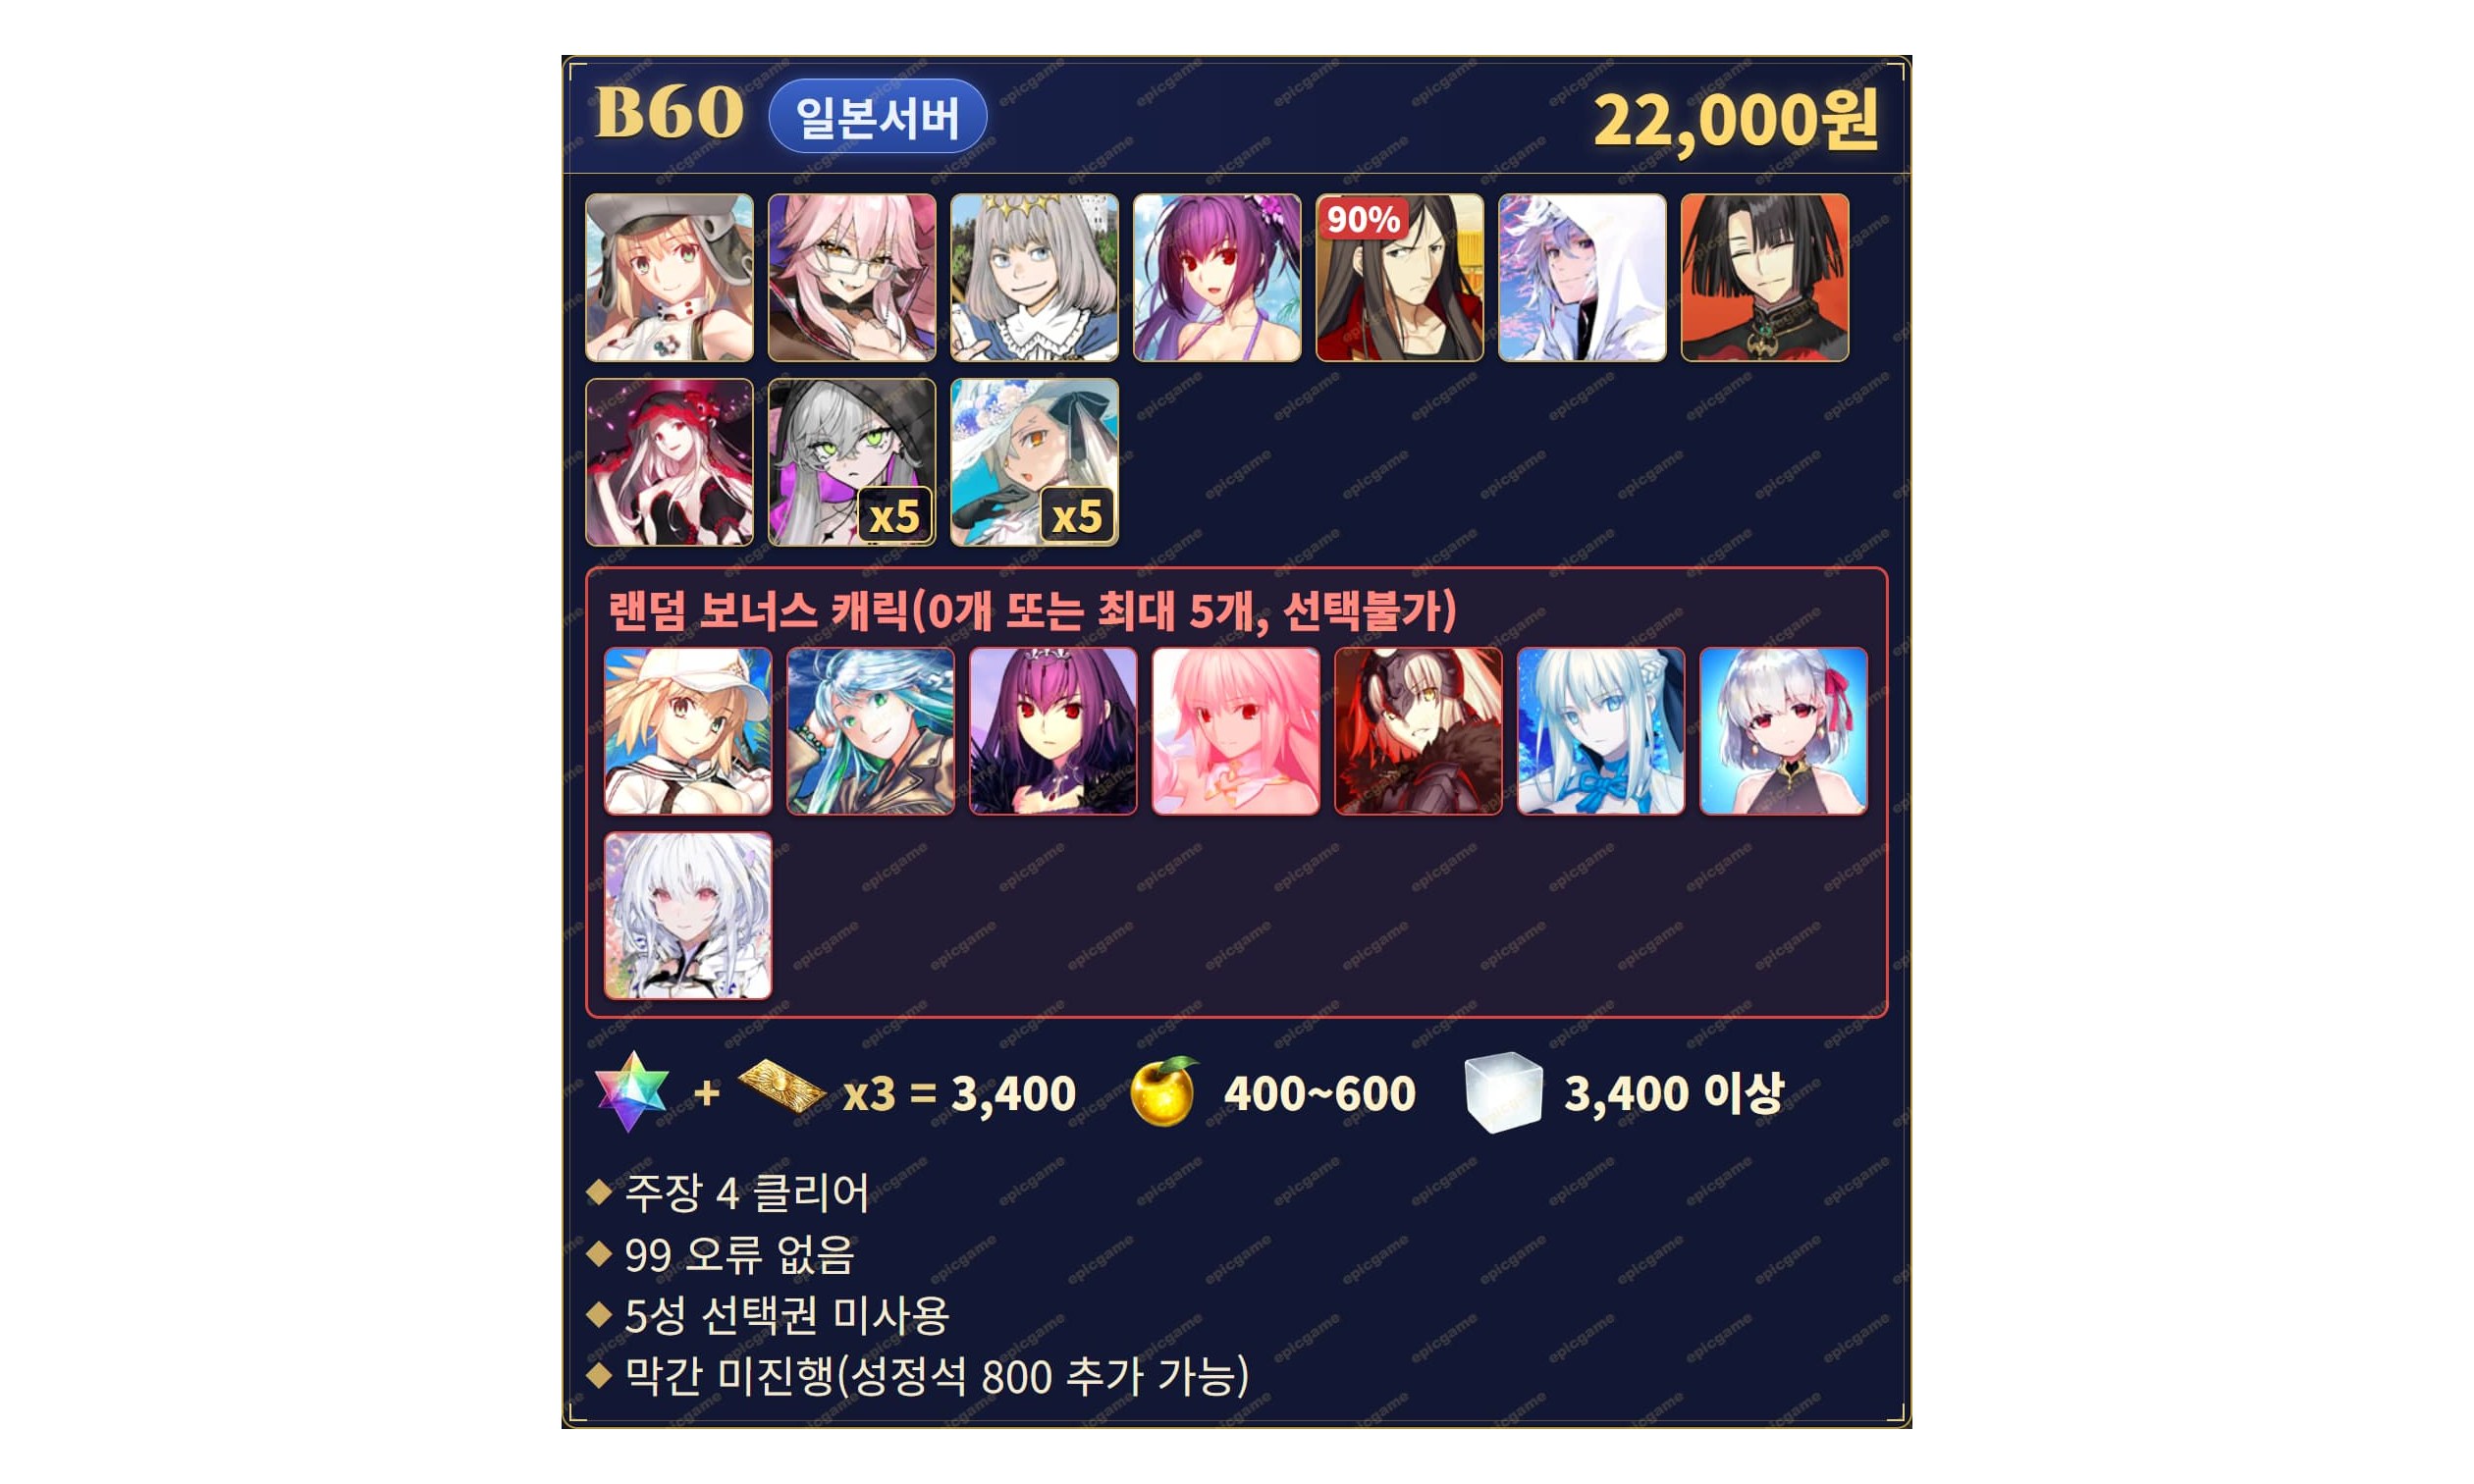 B60 일본서버 22,000원
90%
x5 x5
랜덤 보너스 캐릭(0개 또는 최대 5개, 선택불가)
+ x3 = 3,400 400~600 3,400 이상
주장 4 클리어
99 오류 없음
5성 선택권 미사용
막간 미진행(성정석 800 추가 가능)
epicgame